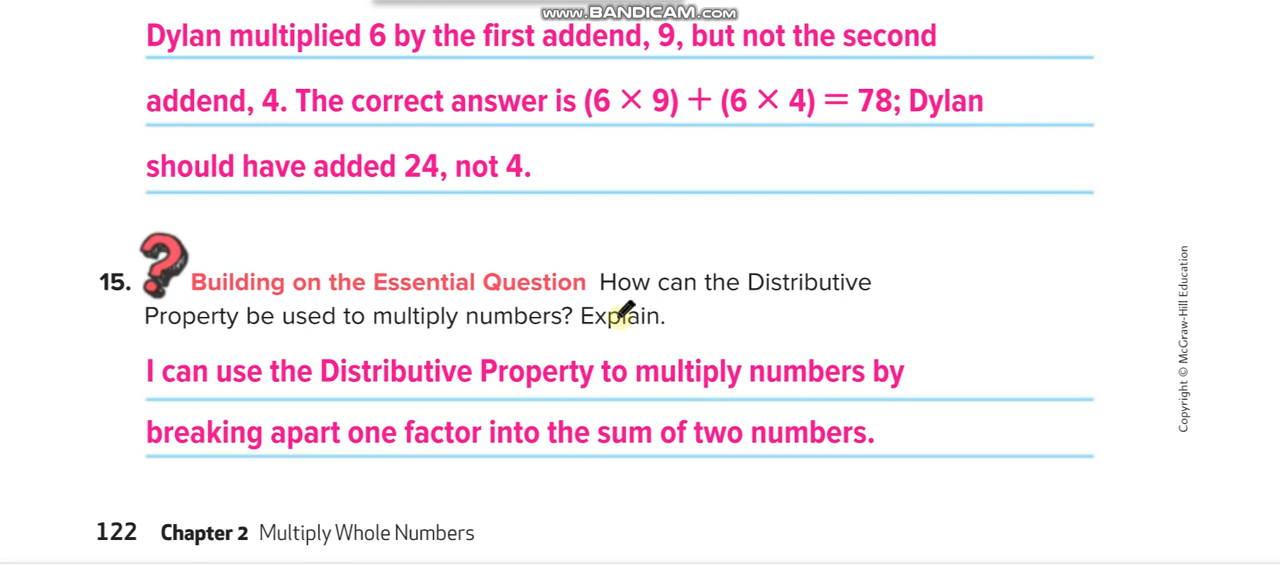 www.BANDICAM.com
Dylan multiplied 6 by the first addend, 9, but not the second
addend, 4. The correct answer is (6 × 9) + (6 × 4) = 78; Dylan
should have added 24, not 4.
15. ? Building on the Essential Question How can the Distributive
Property be used to multiply numbers? Explain.
I can use the Distributive Property to multiply numbers by
breaking apart one factor into the sum of two numbers.
Copyright © McGraw-Hill Education
122 Chapter 2 Multiply Whole Numbers